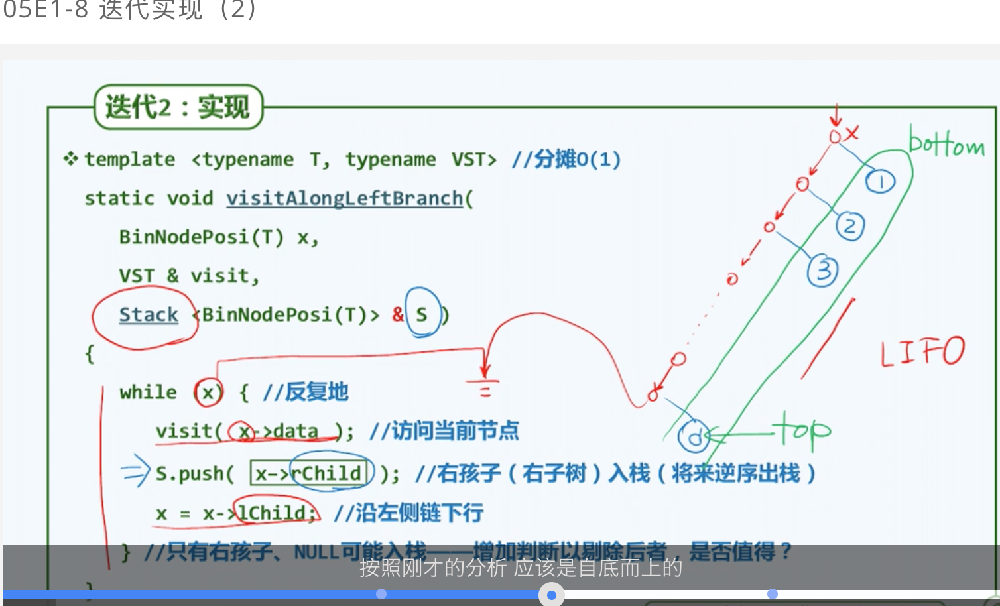 05E1-8 迭代实现（2）
迭代2：实现
❖ template <typename T, typename VST> //分摊O(1)
static void visitAlongLeftBranch(
BinNodePosi(T) x,
VST & visit,
Stack <BinNodePosi(T)> & S )
{
while (x) { //反复地
visit( x->data ); //访问当前节点
S.push( x->rChild ); //右孩子（右子树）入栈（将来逆序出栈）
x = x->lChild; //沿左侧链下行
} //只有右孩子、NULL可能入栈——增加判断以剔除后者，是否值得？
}
x
bottom
1
2
3
LIFO
d
top
按照刚才的分析 应该是自底而上的